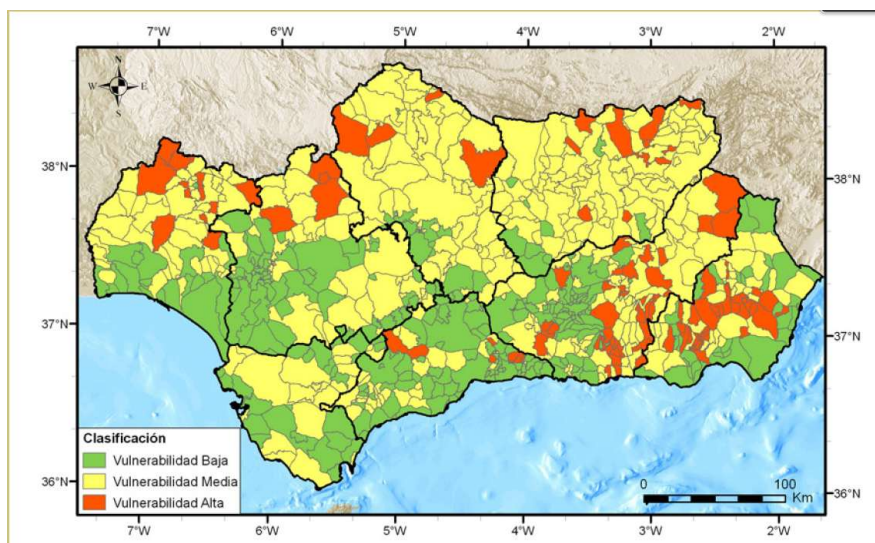 7°W 6°W 5°W 4°W 3°W 2°W
N
W E
S
38°N 38°N
37°N 37°N
36°N 36°N
Clasificación
Vulnerabilidad Baja
Vulnerabilidad Media
Vulnerabilidad Alta
0 100
Km
7°W 6°W 5°W 4°W 3°W 2°W